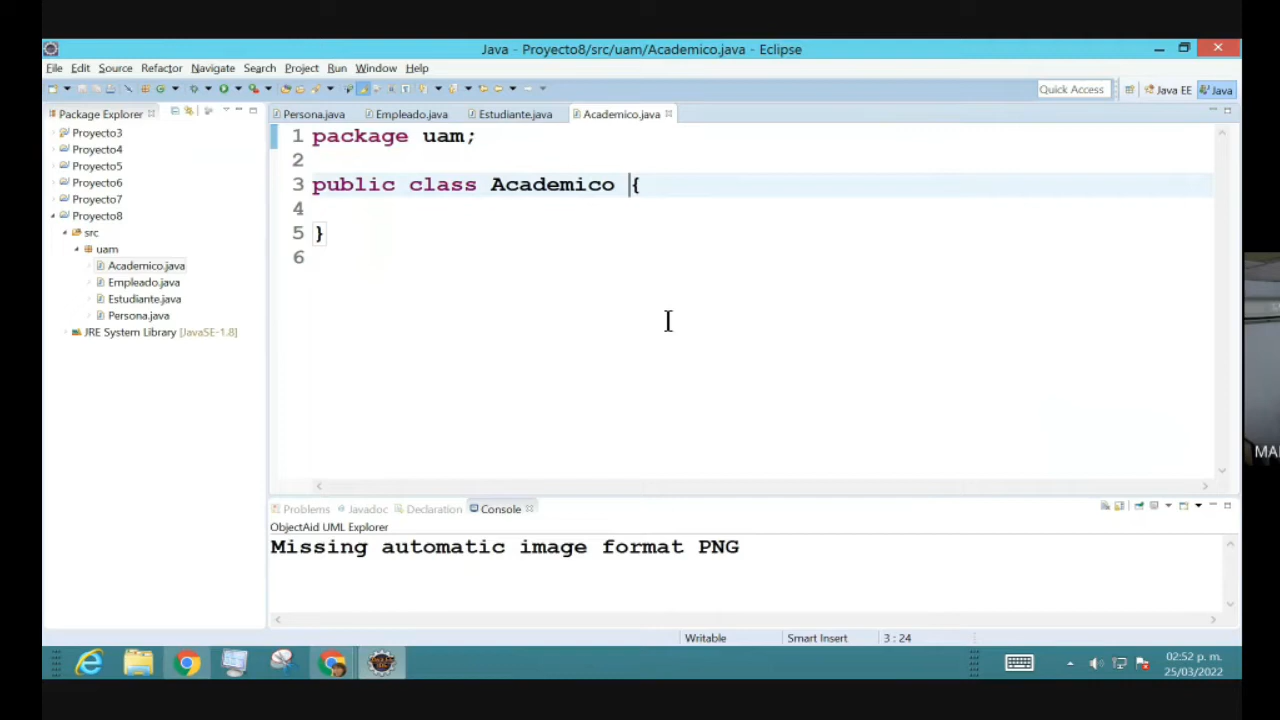 Java - Proyecto8/src/uam/Academico.java - Eclipse
File Edit Source Refactor Navigate Search Project Run Window Help
Quick Access Java EE Java
Package Explorer
Proyecto3
Proyecto4
Proyecto5
Proyecto6
Proyecto7
Proyecto8
src
uam
Academico.java
Empleado.java
Estudiante.java
Persona.java
JRE System Library [JavaSE-1.8]
Persona.java Empleado.java Estudiante.java Academico.java
1 package uam;
2
3 public class Academico {
4
5 }
6
Problems Javadoc Declaration Console
ObjectAid UML Explorer
Missing automatic image format PNG
Writable Smart Insert 3 : 24
02:52 p. m.
25/03/2022